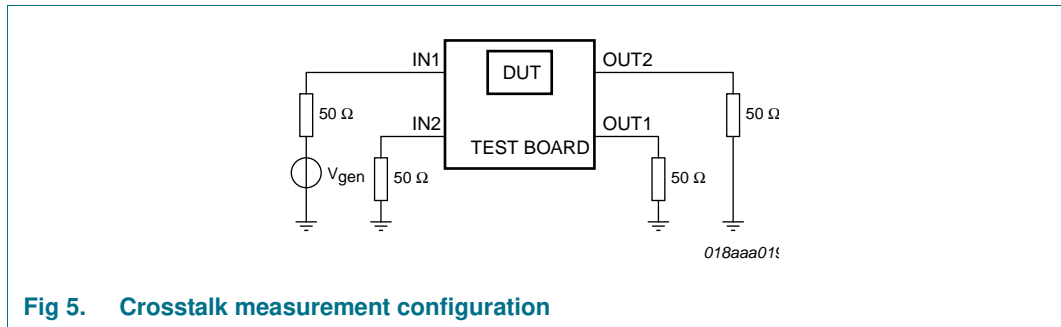 IN1
DUT
OUT2
50 Ω
50 Ω
IN2
OUT1
TEST BOARD
Vgen
50 Ω
50 Ω
Fig 5. Crosstalk measurement configuration